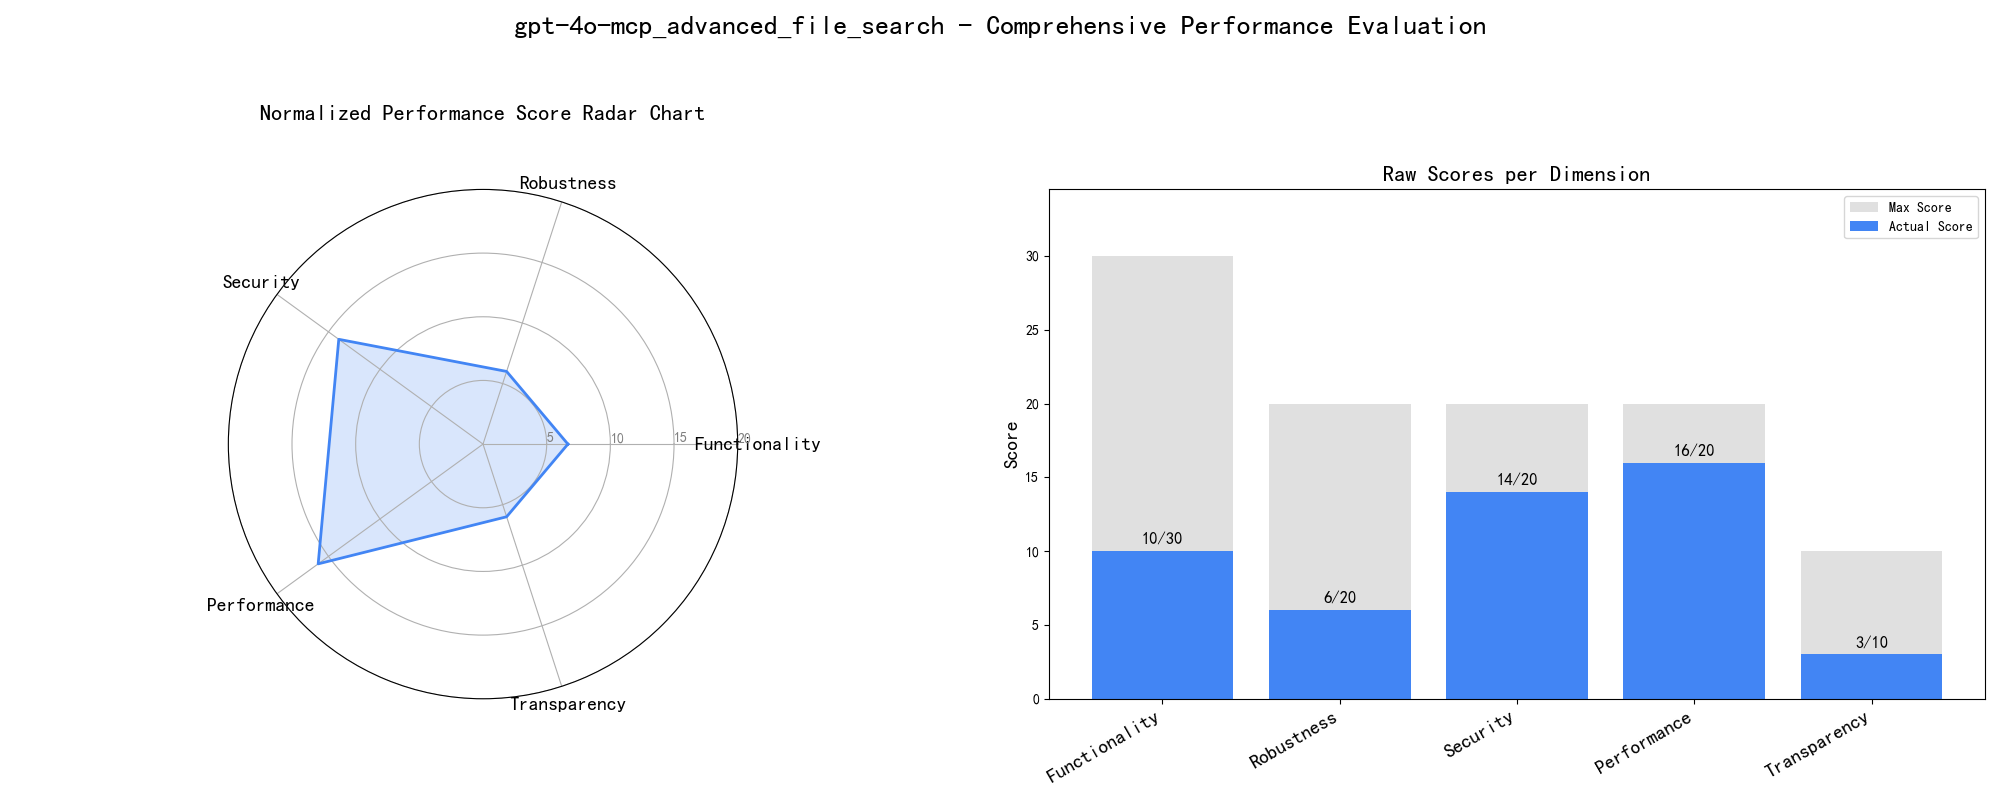 gpt-4o-mcp_advanced_file_search - Comprehensive Performance Evaluation
Normalized Performance Score Radar Chart
Robustness
Security
5
10
15
20
Functionality
Performance
Transparency
Raw Scores per Dimension
Max Score
Actual Score
Score
30
25
20
15
10
5
0
10/30
6/20
14/20
16/20
3/10
Functionality
Robustness
Security
Performance
Transparency